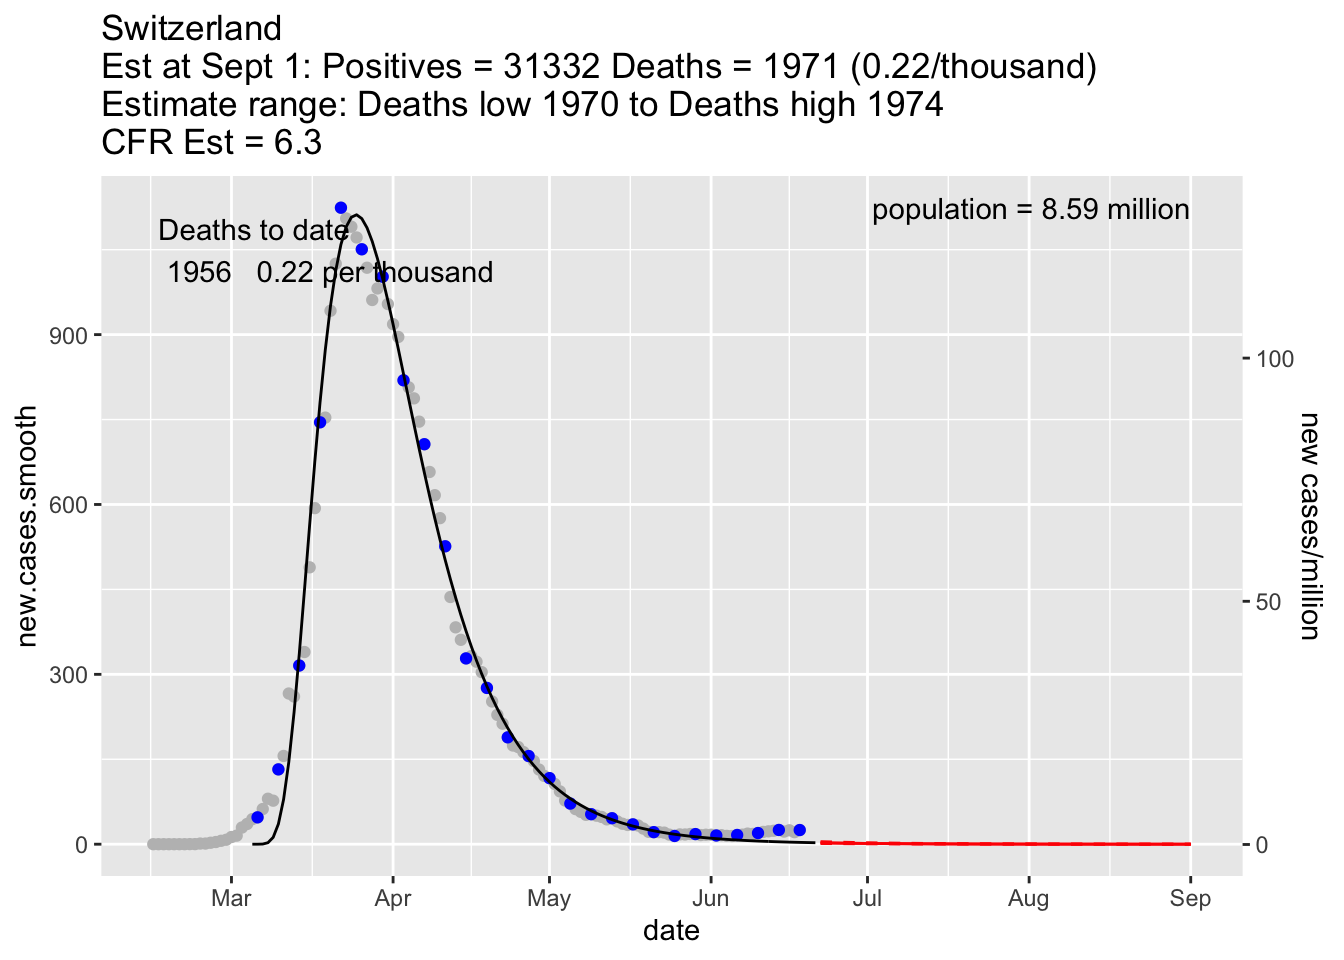 Switzerland
Est at Sept 1: Positives = 31332 Deaths = 1971 (0.22/thousand)
Estimate range: Deaths low 1970 to Deaths high 1974
CFR Est = 6.3
population = 8.59 million
Deaths to date
1956 0.22 per thousand
new.cases.smooth
900
600
300
0
100
50
0
new cases/million
Mar Apr May Jun Jul Aug Sep
date